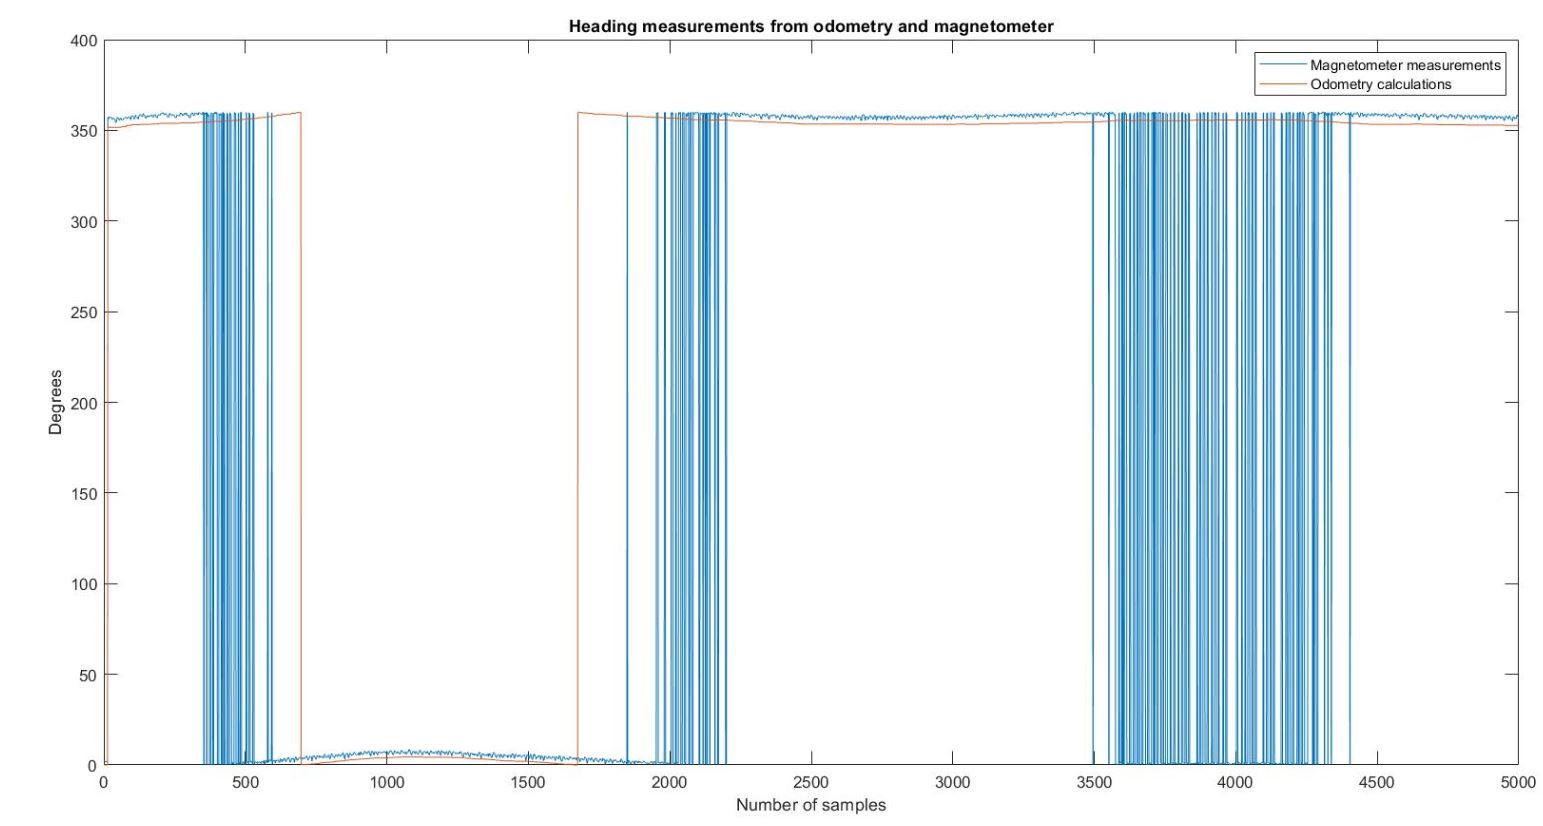 Heading measurements from odometry and magnetometer
Magnetometer measurements
Odometry calculations
400
350
300
250
200
150
100
50
0
Degrees
0 500 1000 1500 2000 2500 3000 3500 4000 4500 5000
Number of samples